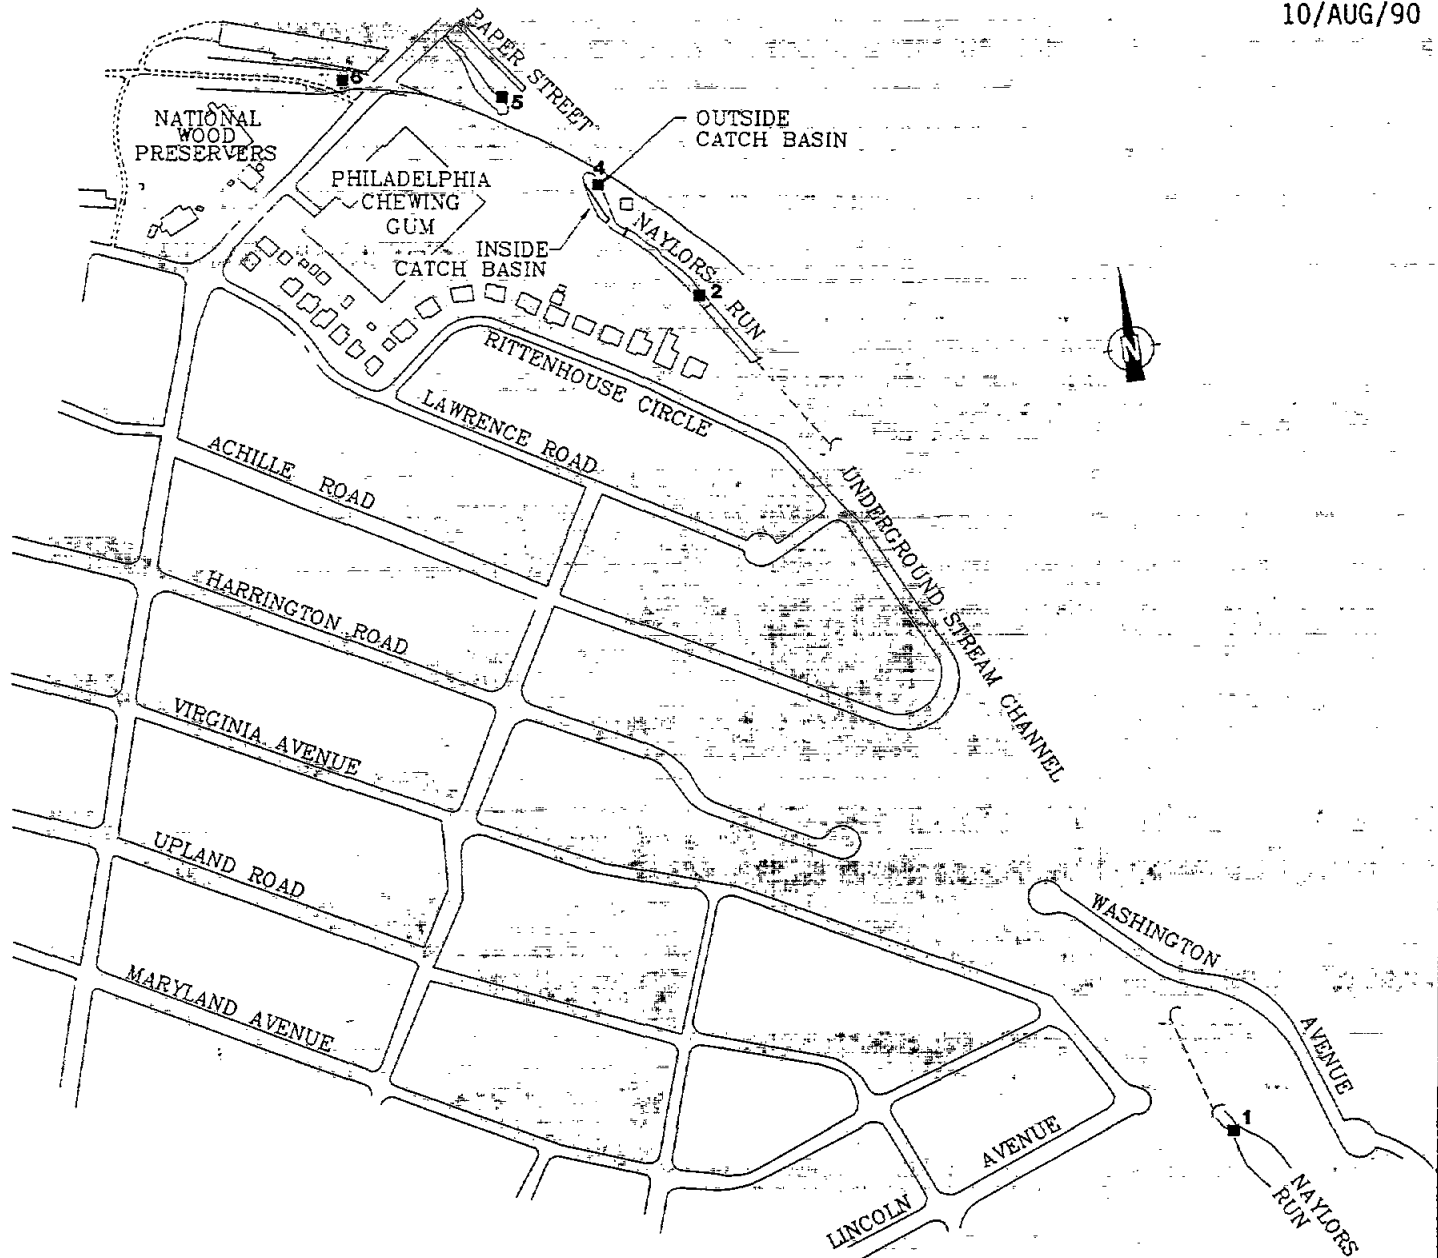 10/AUG/90
PAPER STREET
6
5
NATIONAL
WOOD
PRESERVERS
OUTSIDE
CATCH BASIN
4
PHILADELPHIA
CHEWING
GUM
NAYLORS RUN
INSIDE
CATCH BASIN
2
N
RITTENHOUSE CIRCLE
LAWRENCE ROAD
ACHILLE ROAD
UNDERGROUND STREAM CHANNEL
HARRINGTON ROAD
VIRGINIA AVENUE
UPLAND ROAD
WASHINGTON AVENUE
MARYLAND AVENUE
1
LINCOLN AVENUE
NAYLORS
RUN